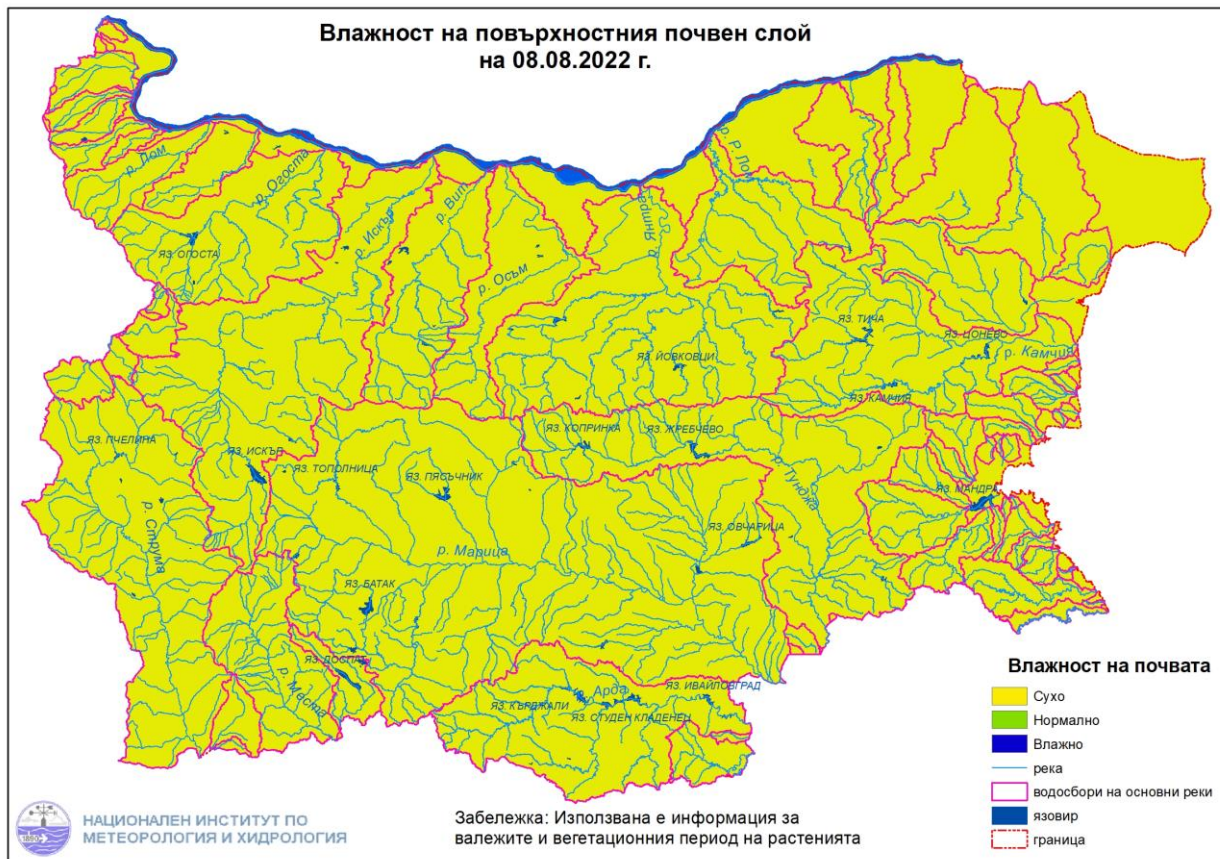 Влажност на повърхностния почвен слой
на 08.08.2022 г.
р. Лом
р. Огоста
р. Искър
р. Вит
р. Осъм
р. Янтра
р. Р. Лом
ЯЗ. ОГОСТА
ЯЗ. ТИЧА
ЯЗ. ЦОНЕВО
р. Камчия
ЯЗ. ЙОВКОВЦИ
ЯЗ. КАМЧИЯ
ЯЗ. ПЧЕЛИНА
ЯЗ. ИСКЪР
ЯЗ. ТОПОЛНИЦА
ЯЗ. ПЯСЪЧНИК
ЯЗ. КОПРИНКА
ЯЗ. ЖРЕБЧЕВО
р. Тунджа
ЯЗ. МАНДРА
ЯЗ. ОВЧАРИЦА
р. Струма
р. Марица
ЯЗ. БАТАК
ЯЗ. ДОСПАТ
р. Места
р. Арда
ЯЗ. ИВАЙЛОВГРАД
ЯЗ. КЪРДЖАЛИ
ЯЗ. СТУДЕН КЛАДЕНЕЦ
Влажност на почвата
Сухо
Нормално
Влажно
река
водосбори на основни реки
язовир
граница
1890
НАЦИОНАЛЕН ИНСТИТУТ ПО
МЕТЕОРОЛОГИЯ И ХИДРОЛОГИЯ
Забележка: Използвана е информация за
валежите и вегетационния период на растенията